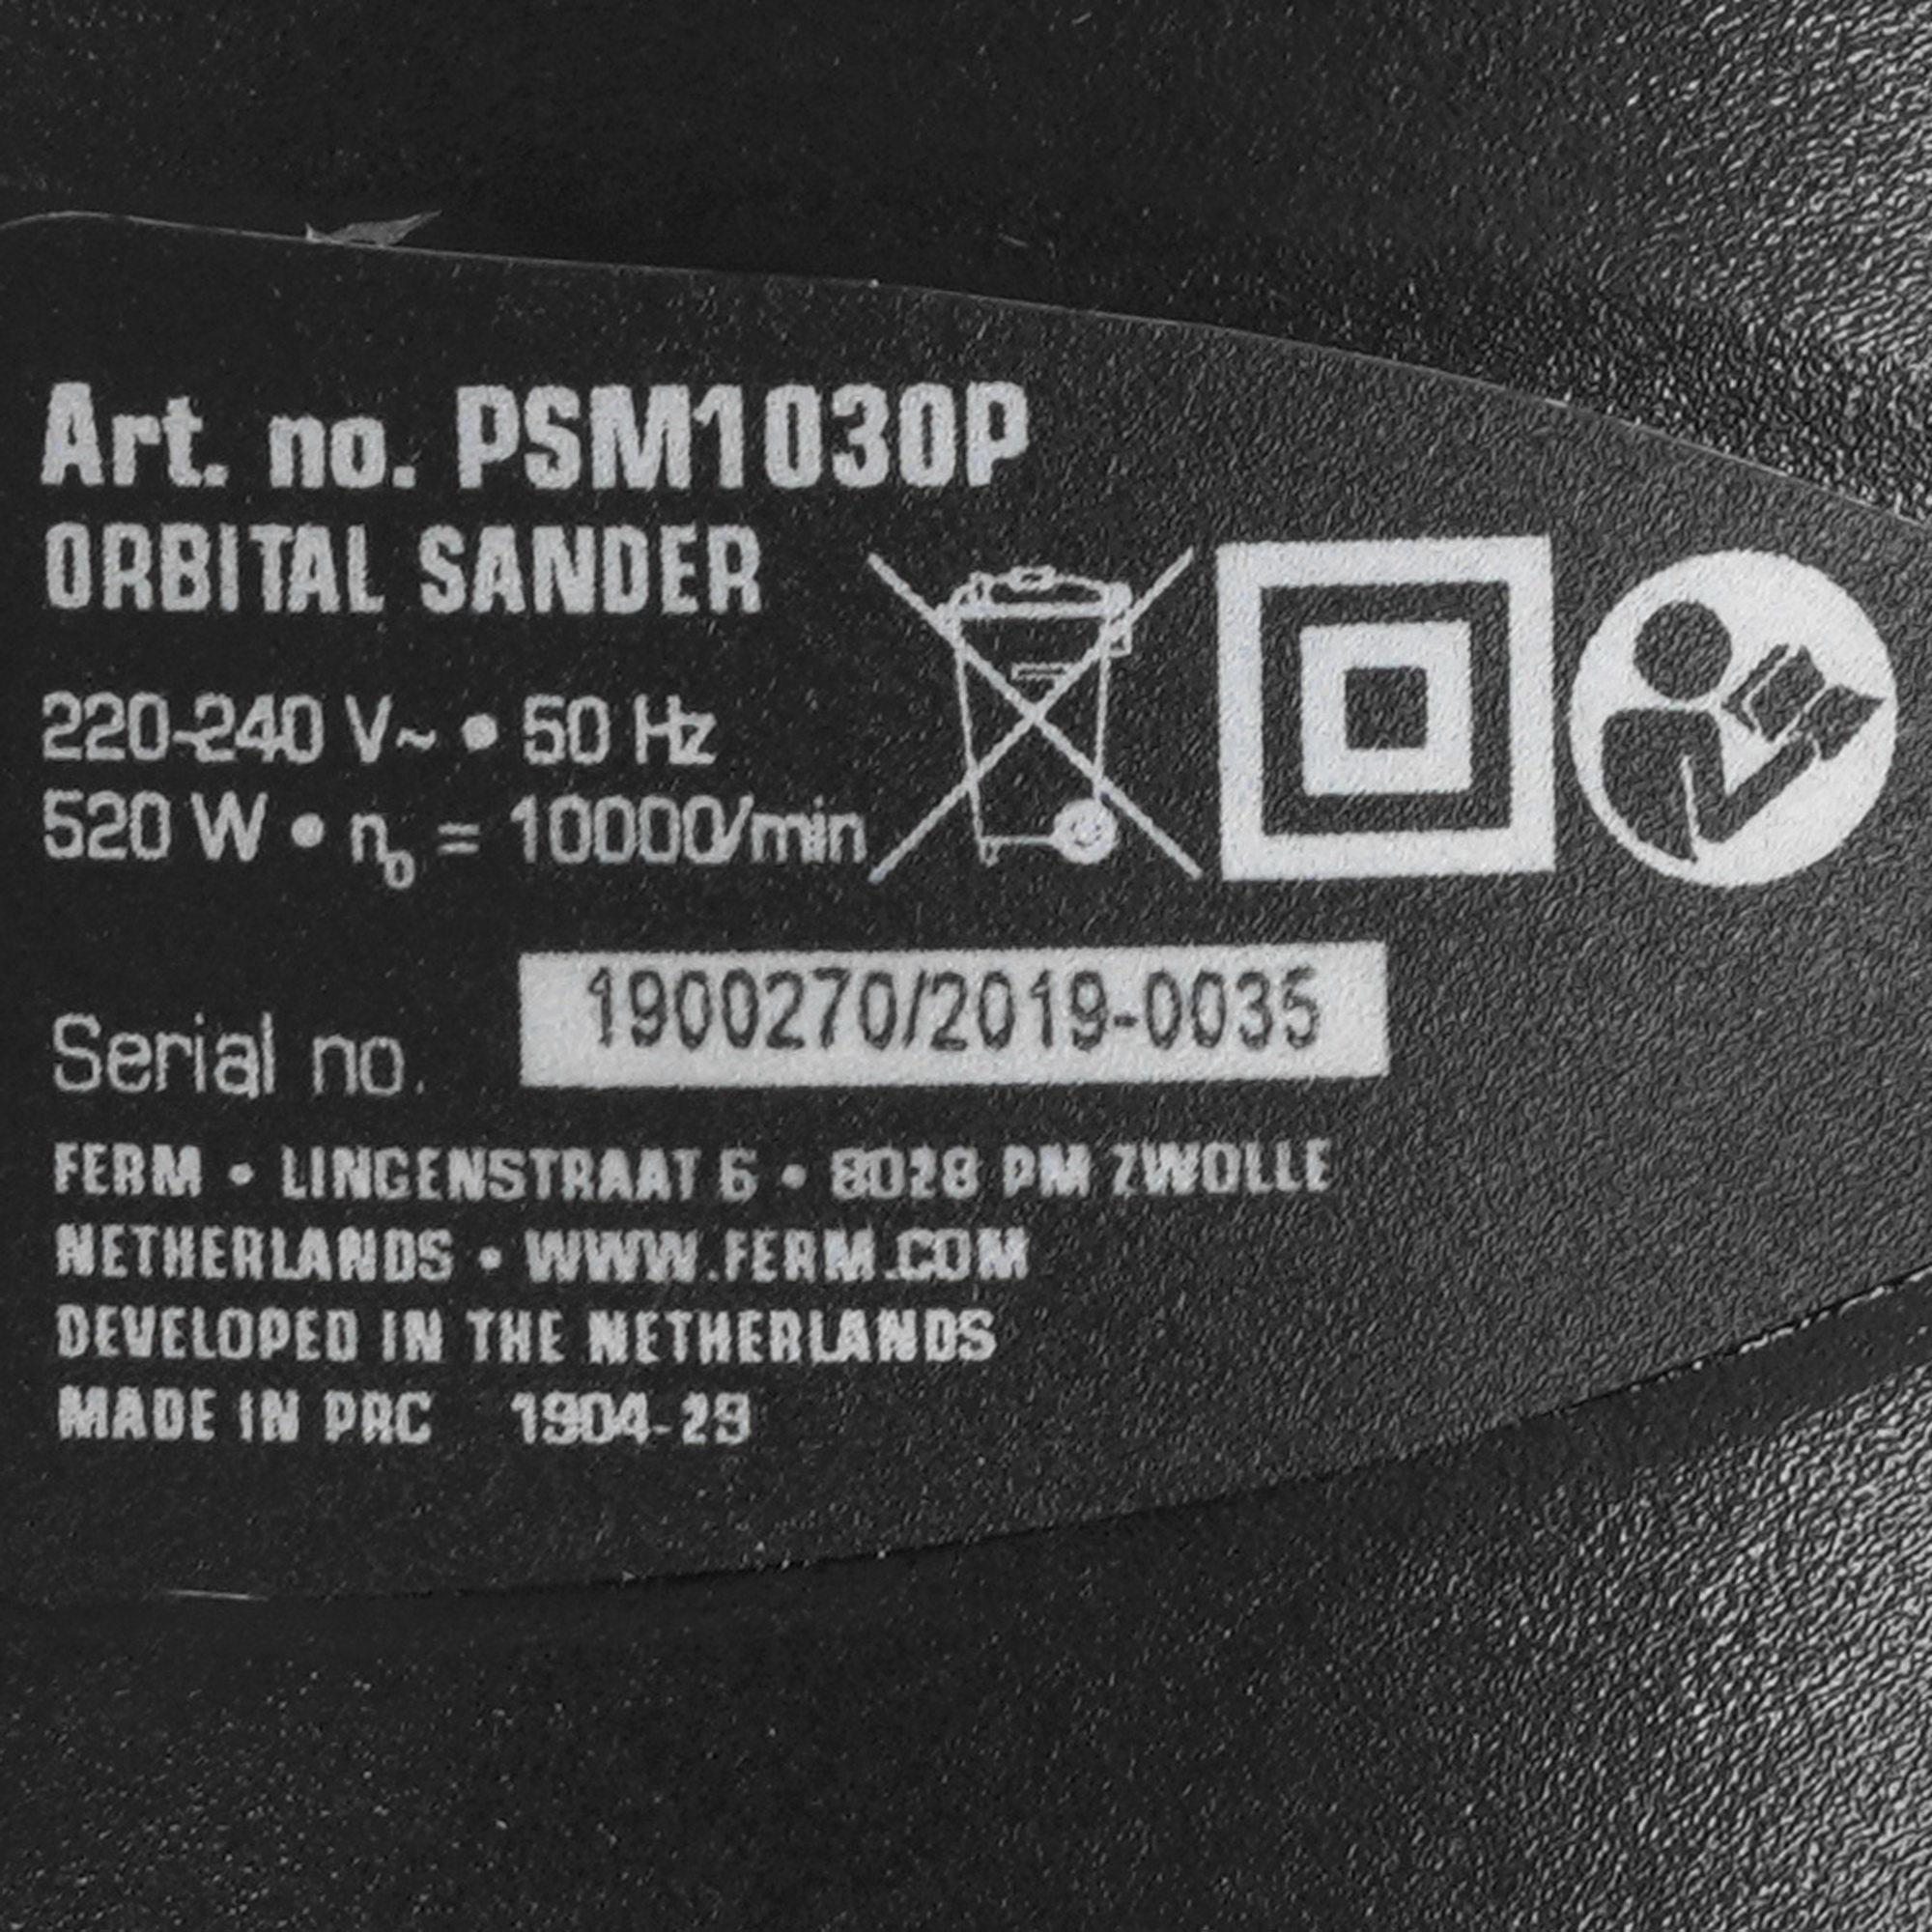 Art. no. PSM1030P
ORBITAL SANDER
220-240 V~ • 50 Hz
520 W • n₀ = 10000/min
Serial no. 1900270/2019-0035
FERM • LINGENSTRAAT 6 • 8028 PM ZWOLLE
NETHERLANDS • WWW.FERM.COM
DEVELOPED IN THE NETHERLANDS
MADE IN PRC 1904-29